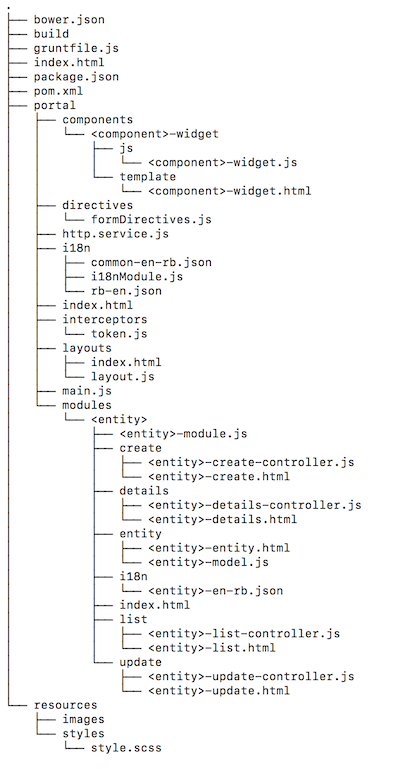 .
├── bower.json
├── build
├── gruntfile.js
├── index.html
├── package.json
├── pom.xml
├── portal
│   ├── components
│   │   └── <component>-widget
│   │       ├── js
│   │       │   └── <component>-widget.js
│   │       └── template
│   │           └── <component>-widget.html
│   ├── directives
│   │   └── formDirectives.js
│   ├── http.service.js
│   ├── i18n
│   │   ├── common-en-rb.json
│   │   ├── i18nModule.js
│   │   └── rb-en.json
│   ├── index.html
│   ├── interceptors
│   │   └── token.js
│   ├── layouts
│   │   ├── index.html
│   │   └── layout.js
│   ├── main.js
│   └── modules
│       └── <entity>
│           ├── <entity>-module.js
│           ├── create
│           │   ├── <entity>-create-controller.js
│           │   └── <entity>-create.html
│           ├── details
│           │   ├── <entity>-details-controller.js
│           │   └── <entity>-details.html
│           ├── entity
│           │   ├── <entity>-entity.html
│           │   └── <entity>-model.js
│           ├── i18n
│           │   └── <entity>-en-rb.json
│           ├── index.html
│           ├── list
│           │   ├── <entity>-list-controller.js
│           │   └── <entity>-list.html
│           └── update
│               ├── <entity>-update-controller.js
│               └── <entity>-update.html
└── resources
    ├── images
    └── styles
        └── style.scss